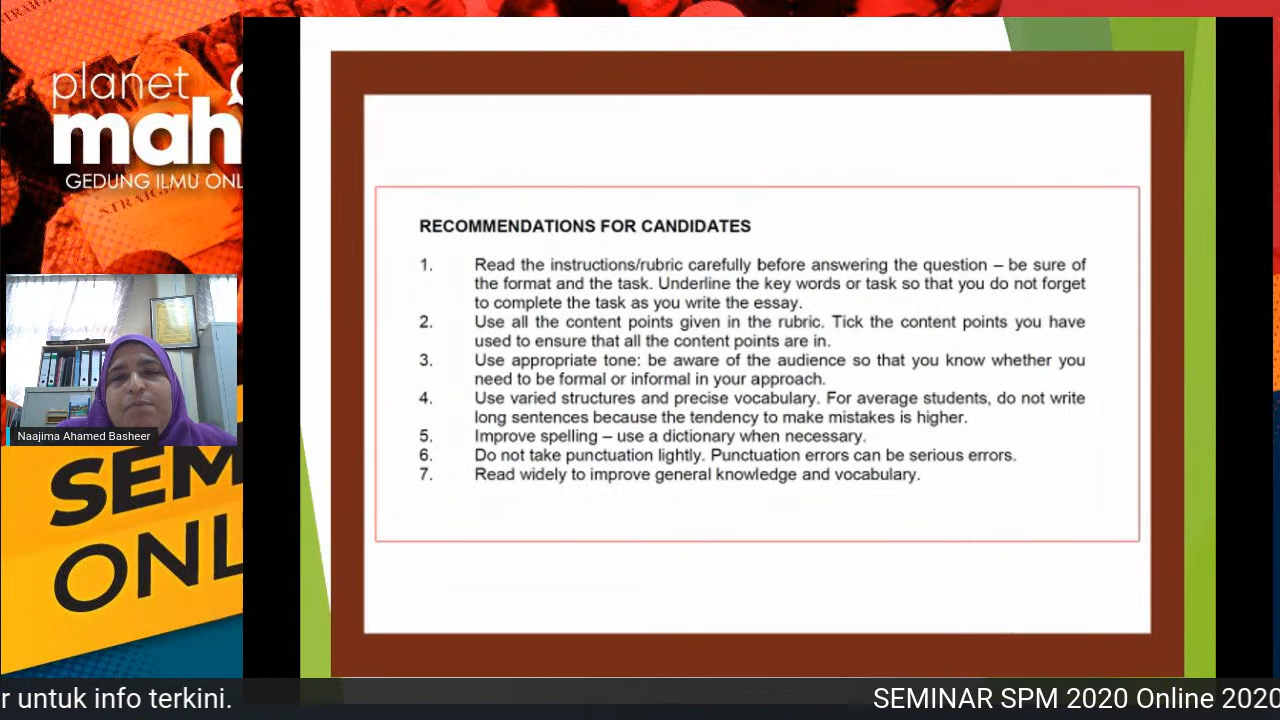 planet
mah
GEDUNG ILMU ONL
STRAIGH
Naajima Ahamed Basheer
SEM
ONL
RECOMMENDATIONS FOR CANDIDATES
1. Read the instructions/rubric carefully before answering the question – be sure of
the format and the task. Underline the key words or task so that you do not forget
to complete the task as you write the essay.
2. Use all the content points given in the rubric. Tick the content points you have
used to ensure that all the content points are in.
3. Use appropriate tone: be aware of the audience so that you know whether you
need to be formal or informal in your approach.
4. Use varied structures and precise vocabulary. For average students, do not write
long sentences because the tendency to make mistakes is higher.
5. Improve spelling – use a dictionary when necessary.
6. Do not take punctuation lightly. Punctuation errors can be serious errors.
7. Read widely to improve general knowledge and vocabulary.
r untuk info terkini.
SEMINAR SPM 2020 Online 2020